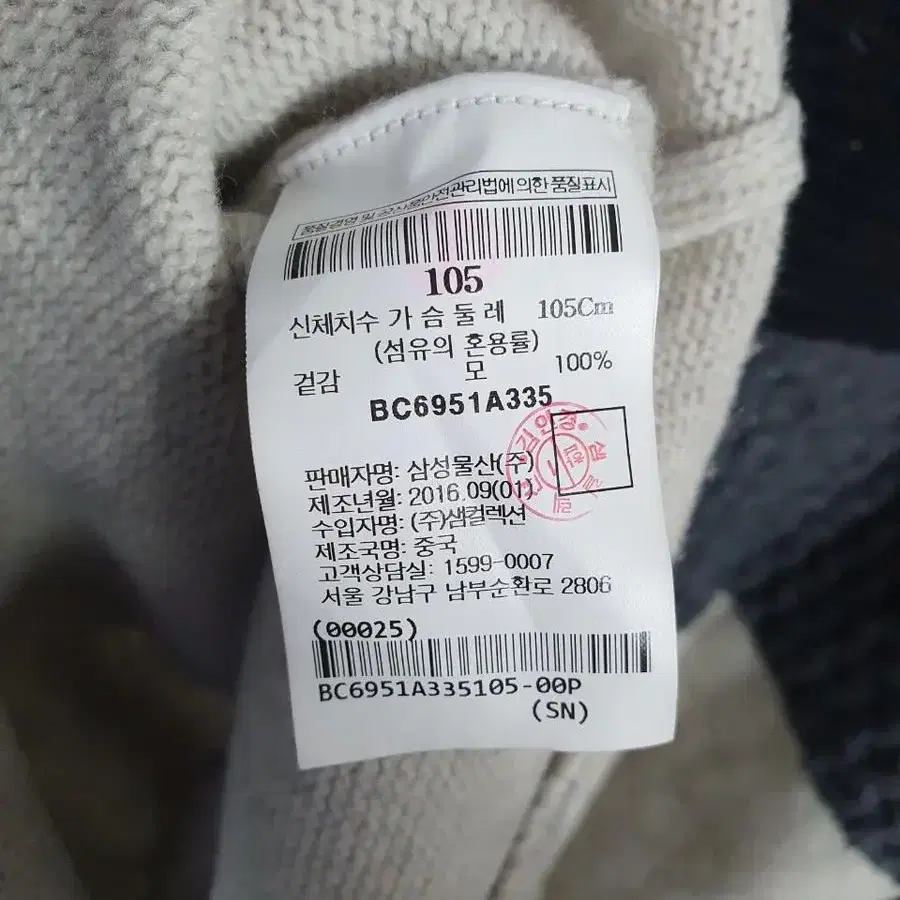 품질경영 및 공산품안전관리법에 의한 품질표시
105
신체치수 가 슴 둘 레 105Cm
(섬유의 혼용률)
겉감 모 100%
BC6951A335
판매자명: 삼성물산(주)
제조년월: 2016.09(01)
수입자명: (주)샘컬렉션
제조국명: 중국
고객상담실: 1599-0007
서울 강남구 남부순환로 2806
(00025)
BC6951A335105-00P
(SN)